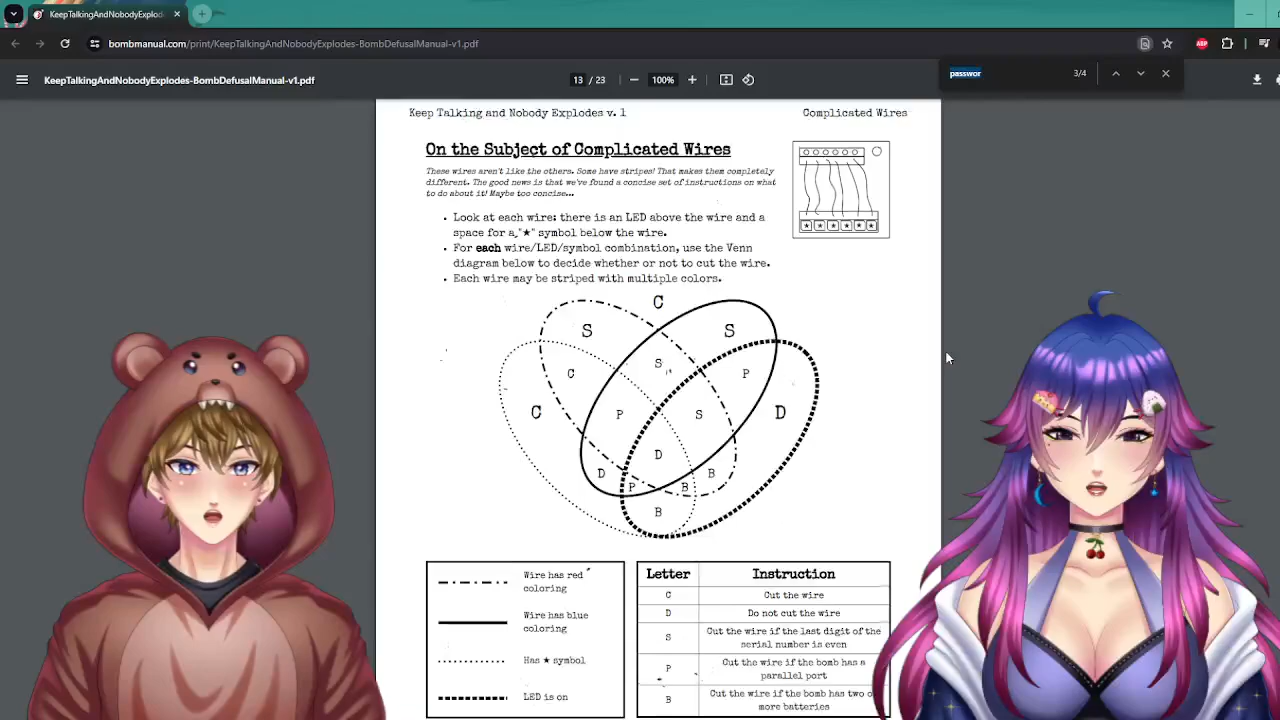 KeepTalkingAndNobodyExplodes
bombmanual.com/print/KeepTalkingAndNobodyExplodes-BombDefusalManual-v1.pdf
ABP
KeepTalkingAndNobodyExplodes-BombDefusalManual-v1.pdf
13 / 23
100%
passwor
3/4
Keep Talking and Nobody Explodes v. 1
Complicated Wires
On the Subject of Complicated Wires
These wires aren't like the others. Some have stripes! That makes them completely
different. The good news is that we've found a concise set of instructions on what
to do about it! Maybe too concise...
Look at each wire: there is an LED above the wire and a
space for a "★" symbol below the wire.
For each wire/LED/symbol combination, use the Venn
diagram below to decide whether or not to cut the wire.
Each wire may be striped with multiple colors.
C
S S
S
C P
C P S D
D
D B
P B
B
Wire has red
coloring
Wire has blue
coloring
Has ★ symbol
LED is on
Letter Instruction
C Cut the wire
D Do not cut the wire
S Cut the wire if the last digit of the
serial number is even
P Cut the wire if the bomb has a
parallel port
B Cut the wire if the bomb has two
more batteries